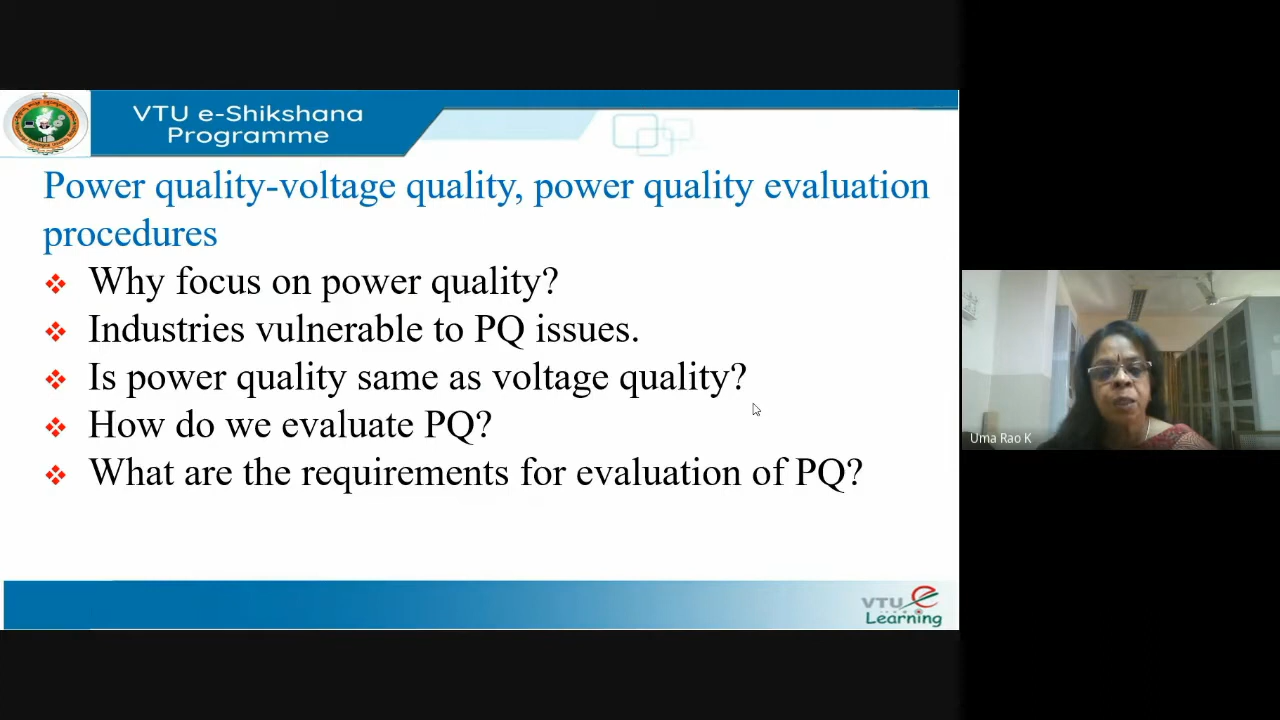 VTU e-Shikshana
Programme
Power quality-voltage quality, power quality evaluation
procedures
Why focus on power quality?
Industries vulnerable to PQ issues.
Is power quality same as voltage quality?
How do we evaluate PQ?
What are the requirements for evaluation of PQ?
Uma Rao K
VTU e
Learning